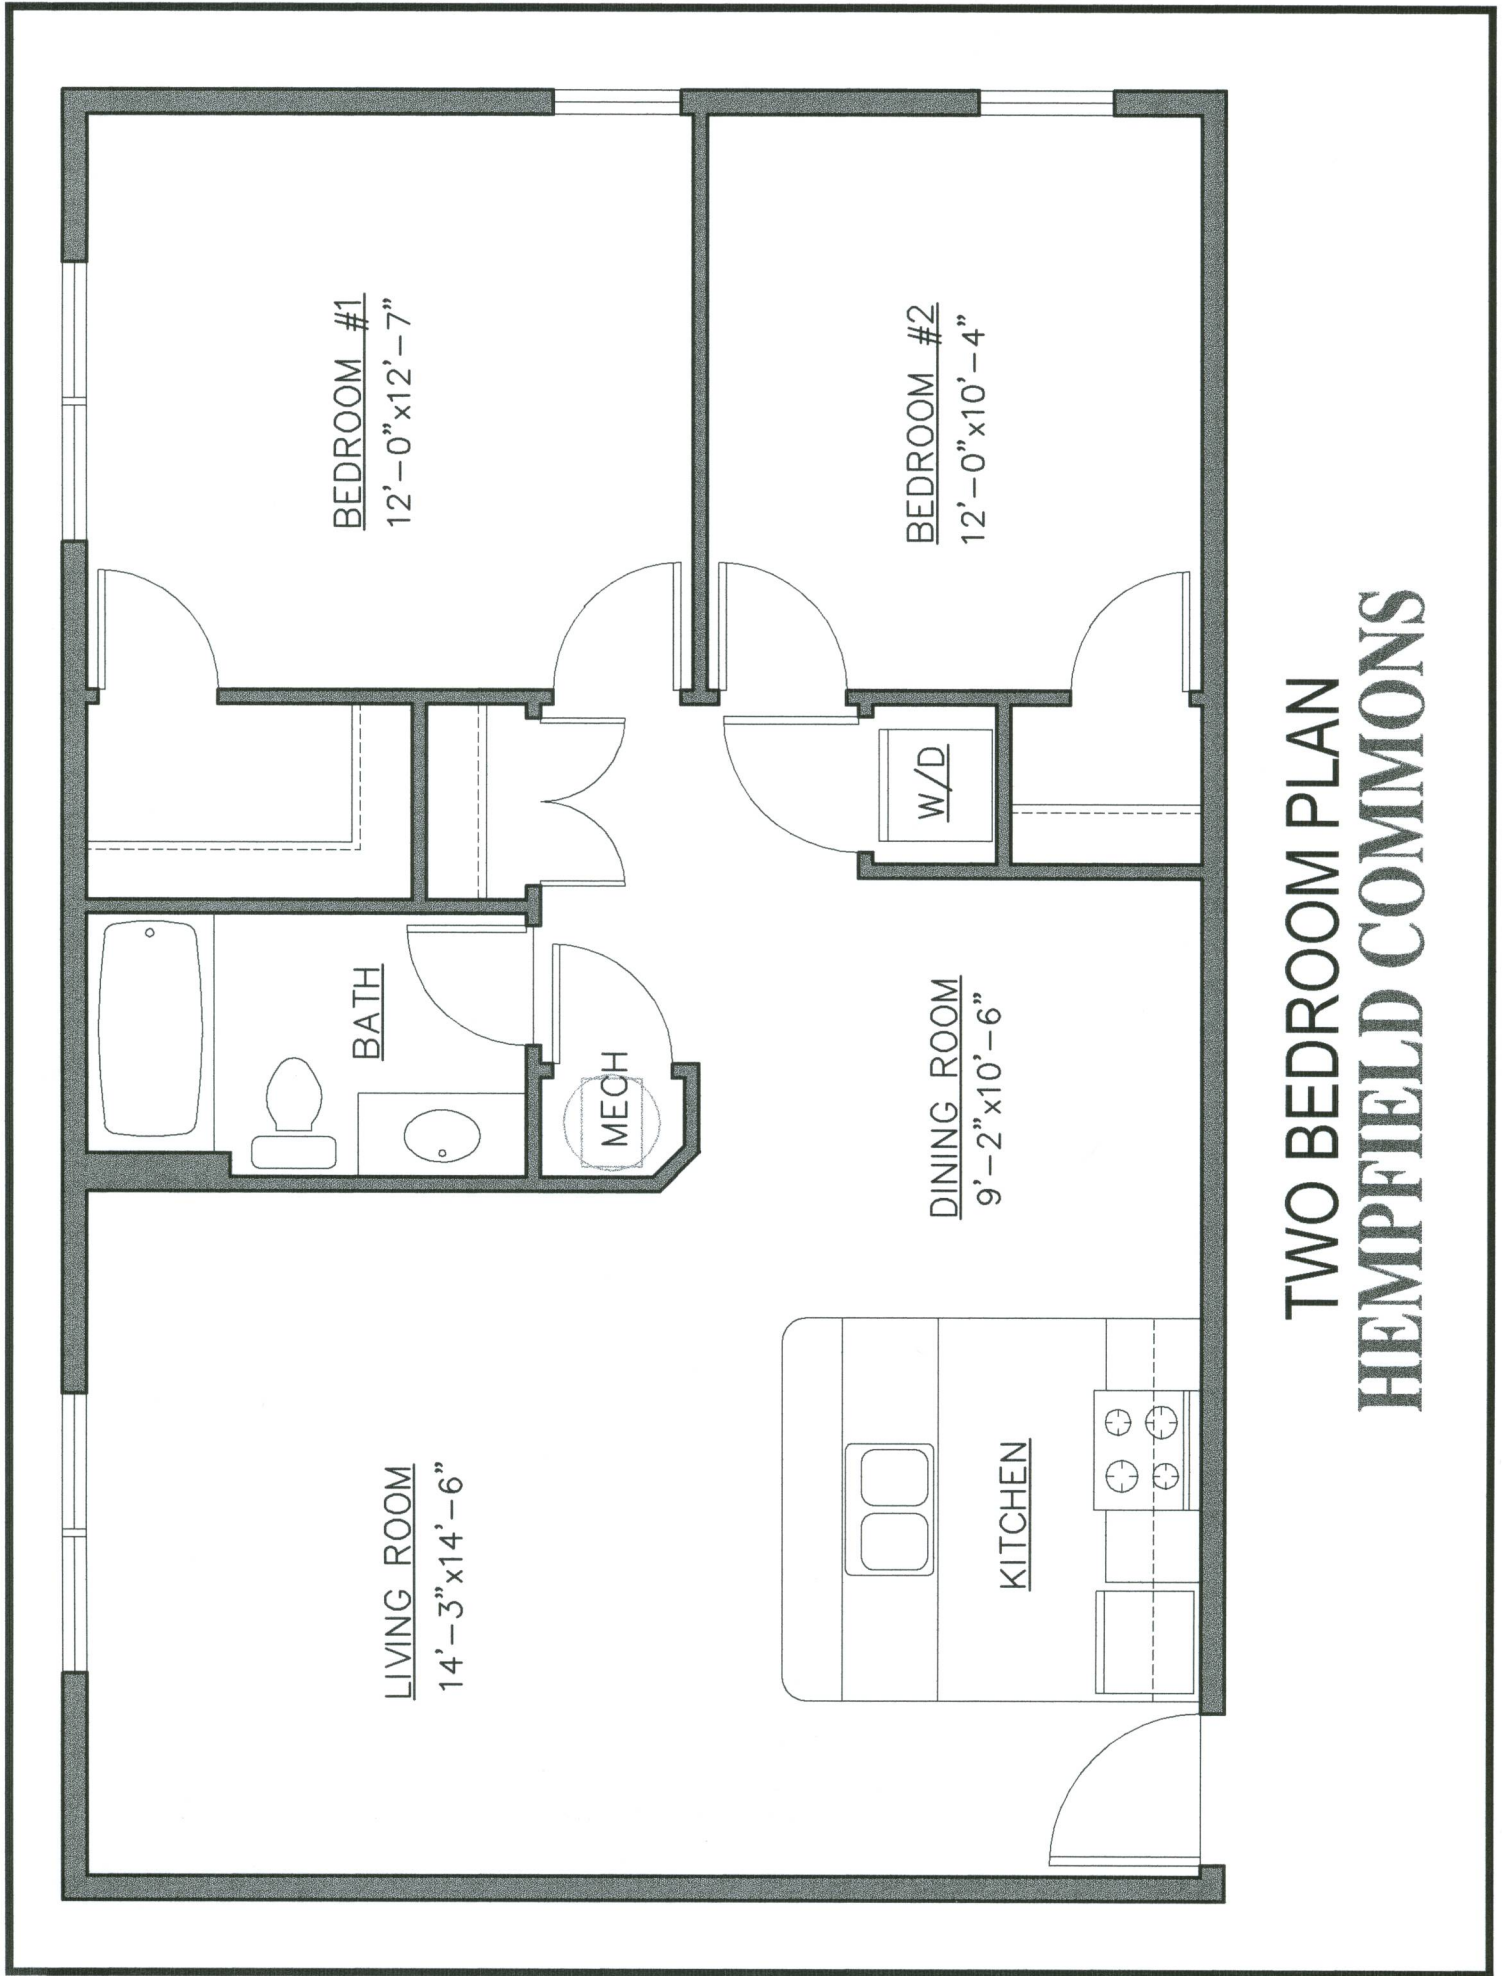 LIVING ROOM
14'-3"x14'-6"
BATH
MECH
BEDROOM #1
12'-0"x12'-7"
KITCHEN
DINING ROOM
9'-2"x10'-6"
W/D
BEDROOM #2
12'-0"x10'-4"
TWO BEDROOM PLAN
HEMPFIELD COMMONS